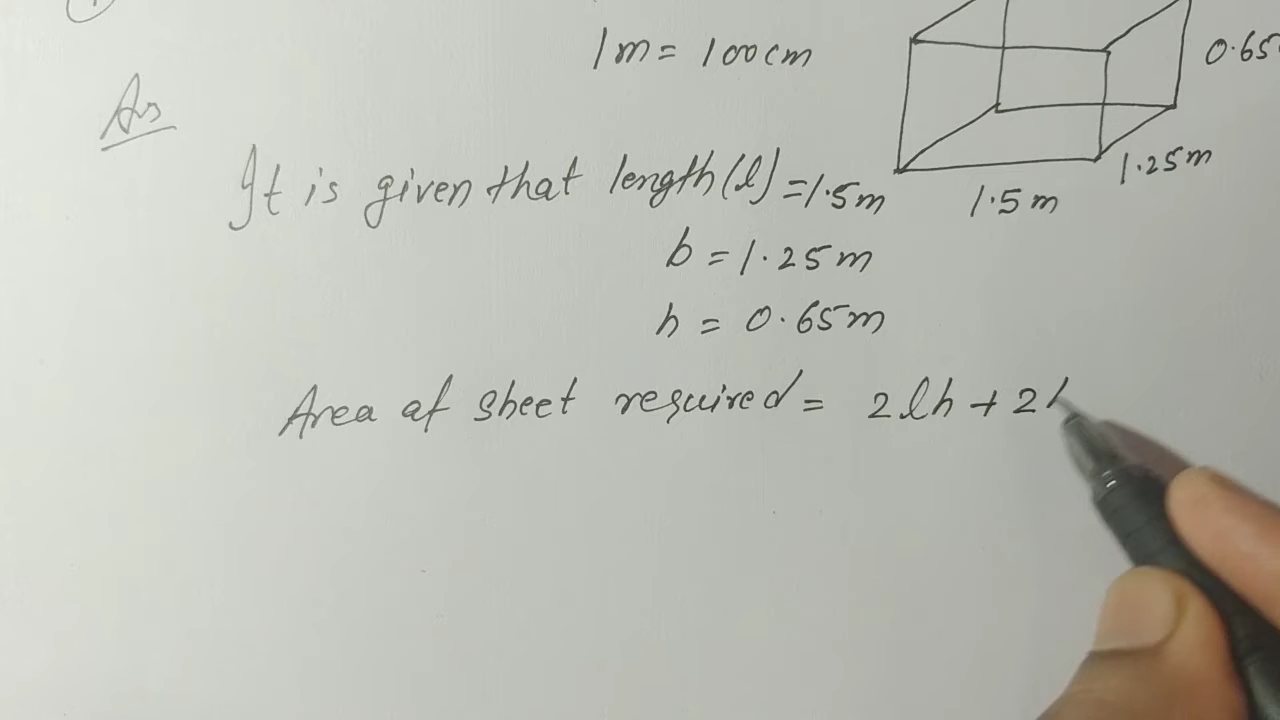 1m = 100cm
0.65
Ans
1.25m
It is given that length(l) = 1.5m
1.5m
b = 1.25m
h = 0.65m
Area of sheet required = 2lh + 2